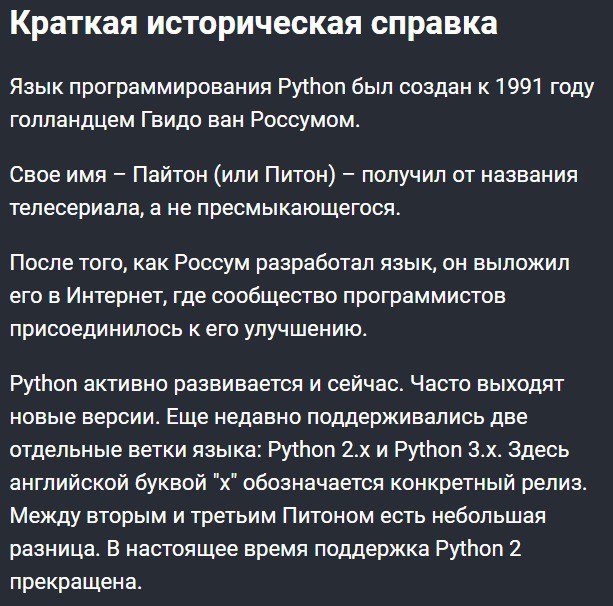 Краткая историческая справка
Язык программирования Python был создан к 1991 году
голландцем Гвидо ван Россумом.
Свое имя – Пайтон (или Питон) – получил от названия
телесериала, а не пресмыкающегося.
После того, как Россум разработал язык, он выложил
его в Интернет, где сообщество программистов
присоединилось к его улучшению.
Python активно развивается и сейчас. Часто выходят
новые версии. Еще недавно поддерживались две
отдельные ветки языка: Python 2.x и Python 3.x. Здесь
английской буквой "x" обозначается конкретный релиз.
Между вторым и третьим Питоном есть небольшая
разница. В настоящее время поддержка Python 2
прекращена.